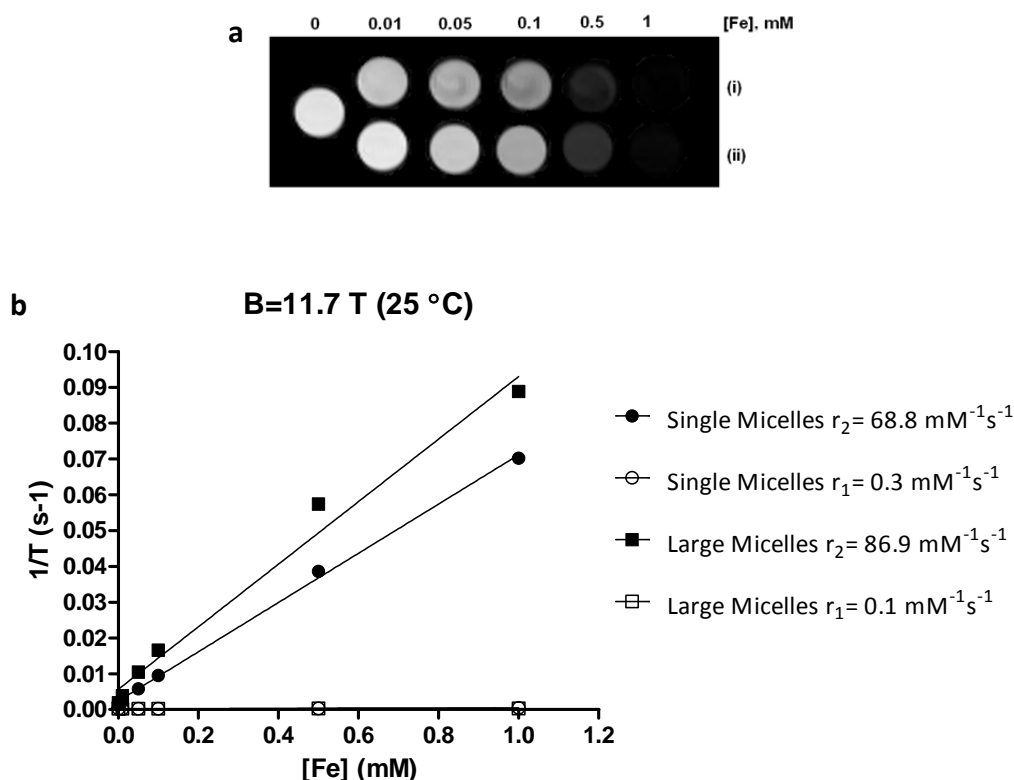 a
0 0.01 0.05 0.1 0.5 1 [Fe], mM
(i)
(ii)
b
B=11.7 T (25 °C)
0.10
0.09
0.08
0.07
0.06
0.05
0.04
0.03
0.02
0.01
0.00
1/T (s-1)
0.0 0.2 0.4 0.6 0.8 1.0 1.2
[Fe] (mM)
Single Micelles r₂= 68.8 mM⁻¹s⁻¹
Single Micelles r₁= 0.3 mM⁻¹s⁻¹
Large Micelles r₂= 86.9 mM⁻¹s⁻¹
Large Micelles r₁= 0.1 mM⁻¹s⁻¹